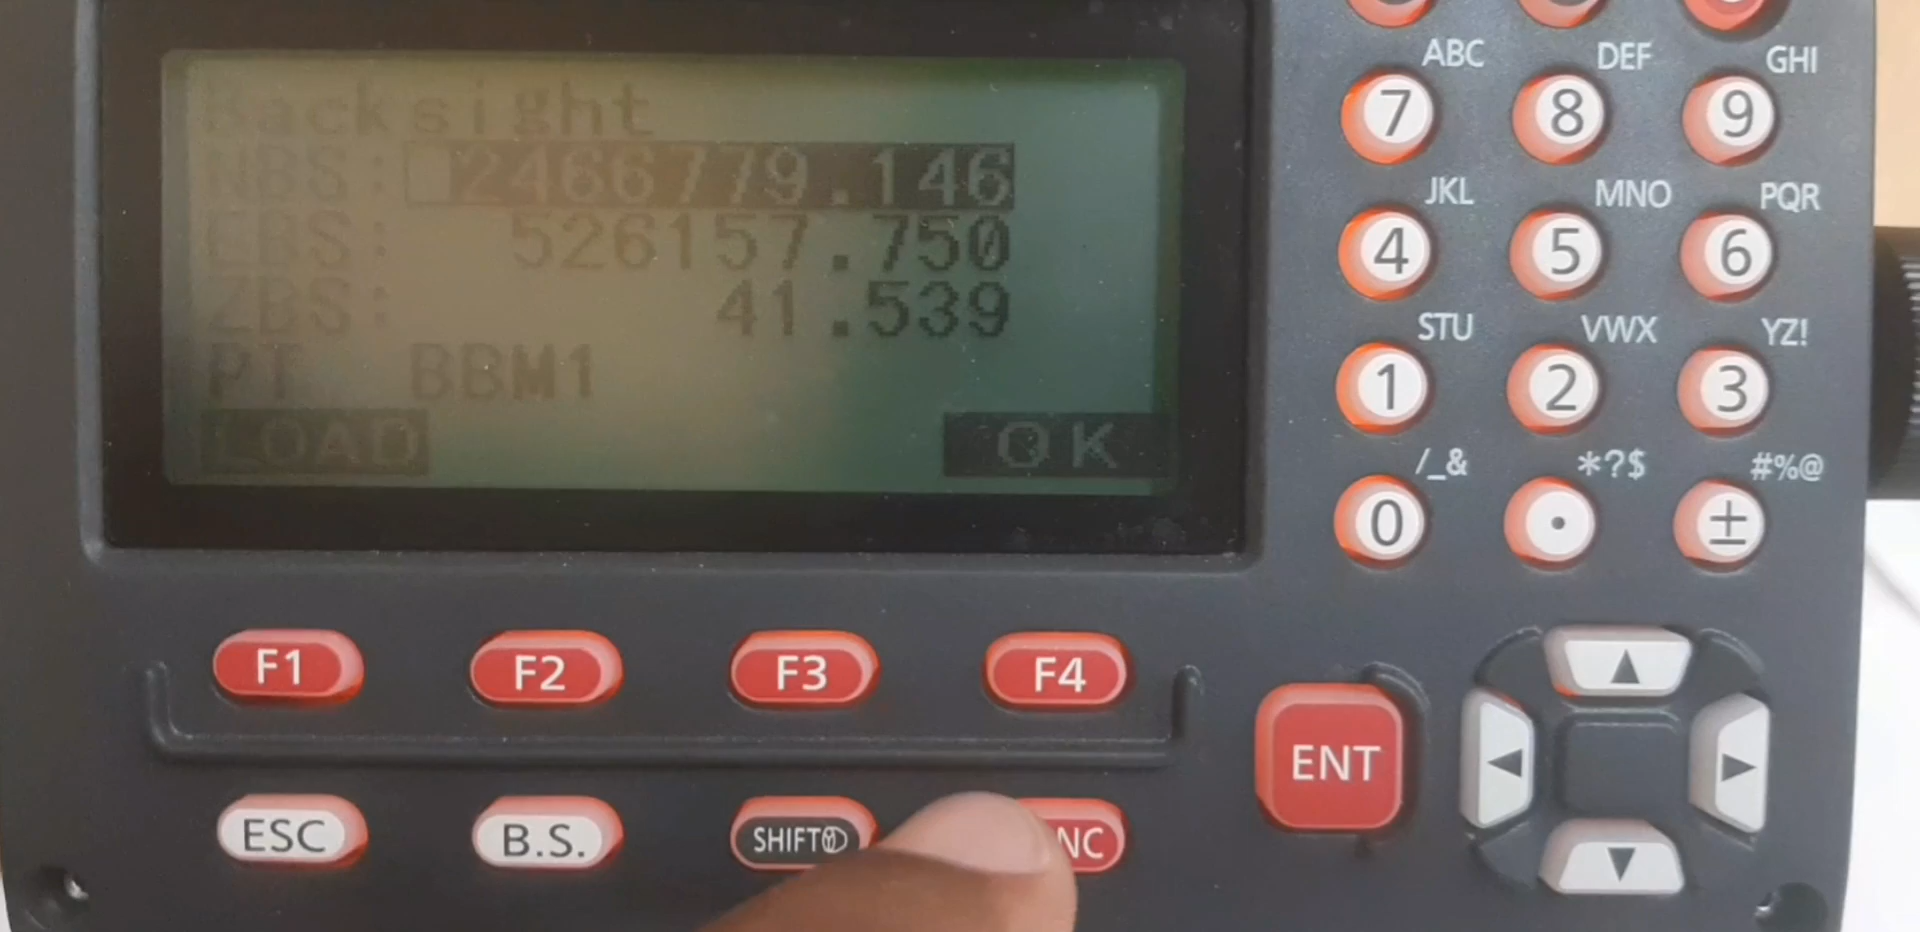 Backsight
NBS: 2466779.146
EBS: 526157.750
ZBS: 41.539
PT BBM1
LOAD OK
ABC DEF GHI
7 8 9
JKL MNO PQR
4 5 6
STU VWX YZ!
1 2 3
/_& *?$ #%@
0 . ±
F1 F2 F3 F4
ENT
ESC B.S. SHIFT NC